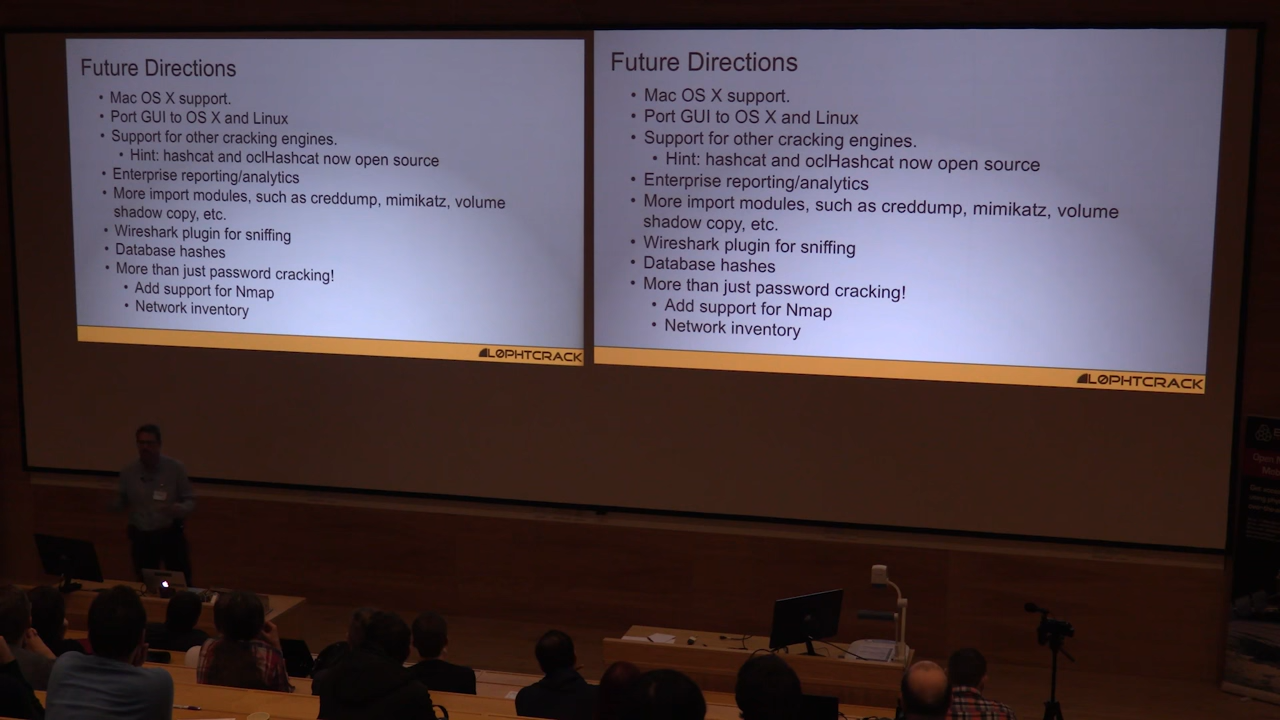 Future Directions
• Mac OS X support.
• Port GUI to OS X and Linux
• Support for other cracking engines.
• Hint: hashcat and oclHashcat now open source
• Enterprise reporting/analytics
• More import modules, such as creddump, mimikatz, volume
shadow copy, etc.
• Wireshark plugin for sniffing
• Database hashes
• More than just password cracking!
• Add support for Nmap
• Network inventory
L0PHTCRACK
Future Directions
• Mac OS X support.
• Port GUI to OS X and Linux
• Support for other cracking engines.
• Hint: hashcat and oclHashcat now open source
• Enterprise reporting/analytics
• More import modules, such as creddump, mimikatz, volume
shadow copy, etc.
• Wireshark plugin for sniffing
• Database hashes
• More than just password cracking!
• Add support for Nmap
• Network inventory
L0PHTCRACK
Open